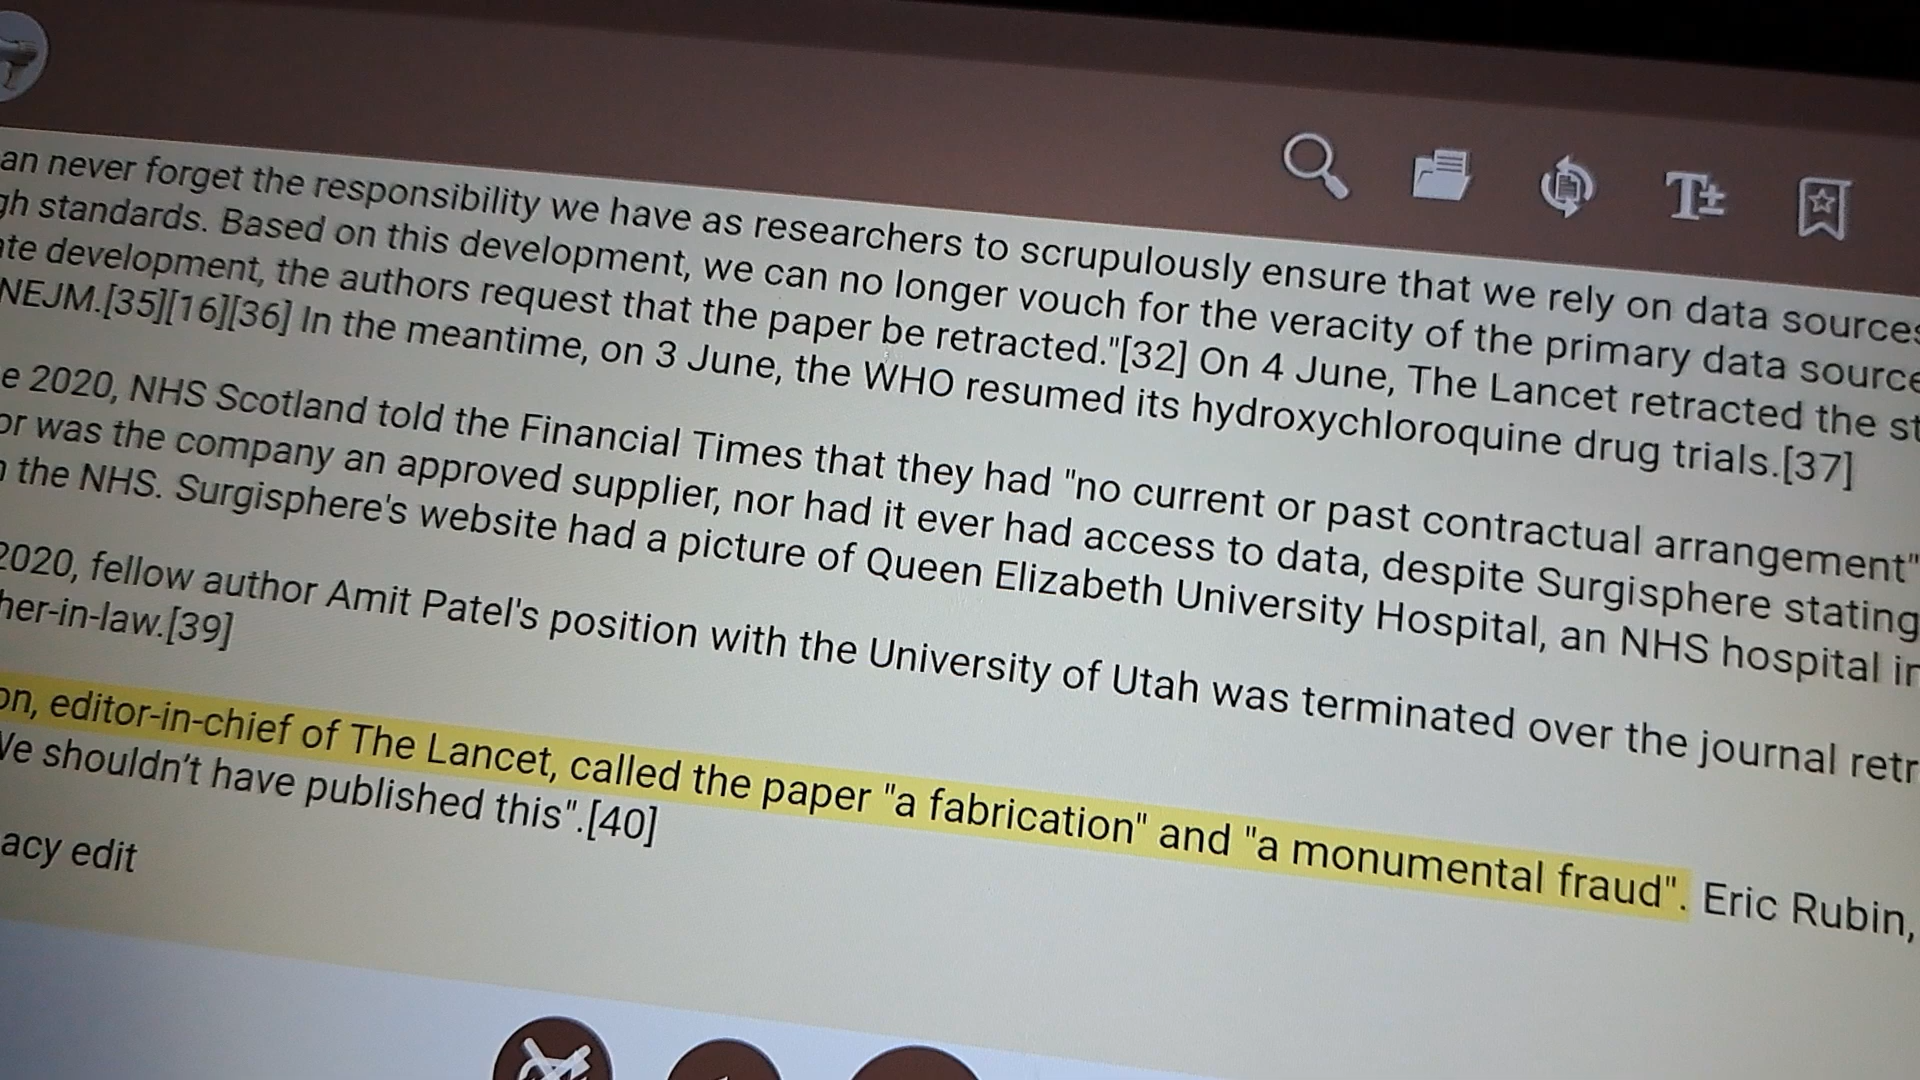 an never forget the responsibility we have as researchers to scrupulously ensure that we rely on data sources
gh standards. Based on this development, we can no longer vouch for the veracity of the primary data source
te development, the authors request that the paper be retracted."[32] On 4 June, The Lancet retracted the st
NEJM.[35][16][36] In the meantime, on 3 June, the WHO resumed its hydroxychloroquine drug trials.[37]
e 2020, NHS Scotland told the Financial Times that they had "no current or past contractual arrangement"
or was the company an approved supplier, nor had it ever had access to data, despite Surgisphere stating
n the NHS. Surgisphere's website had a picture of Queen Elizabeth University Hospital, an NHS hospital in
2020, fellow author Amit Patel's position with the University of Utah was terminated over the journal retr
her-in-law.[39]
on, editor-in-chief of The Lancet, called the paper "a fabrication" and "a monumental fraud". Eric Rubin,
We shouldn't have published this".[40]
acy edit